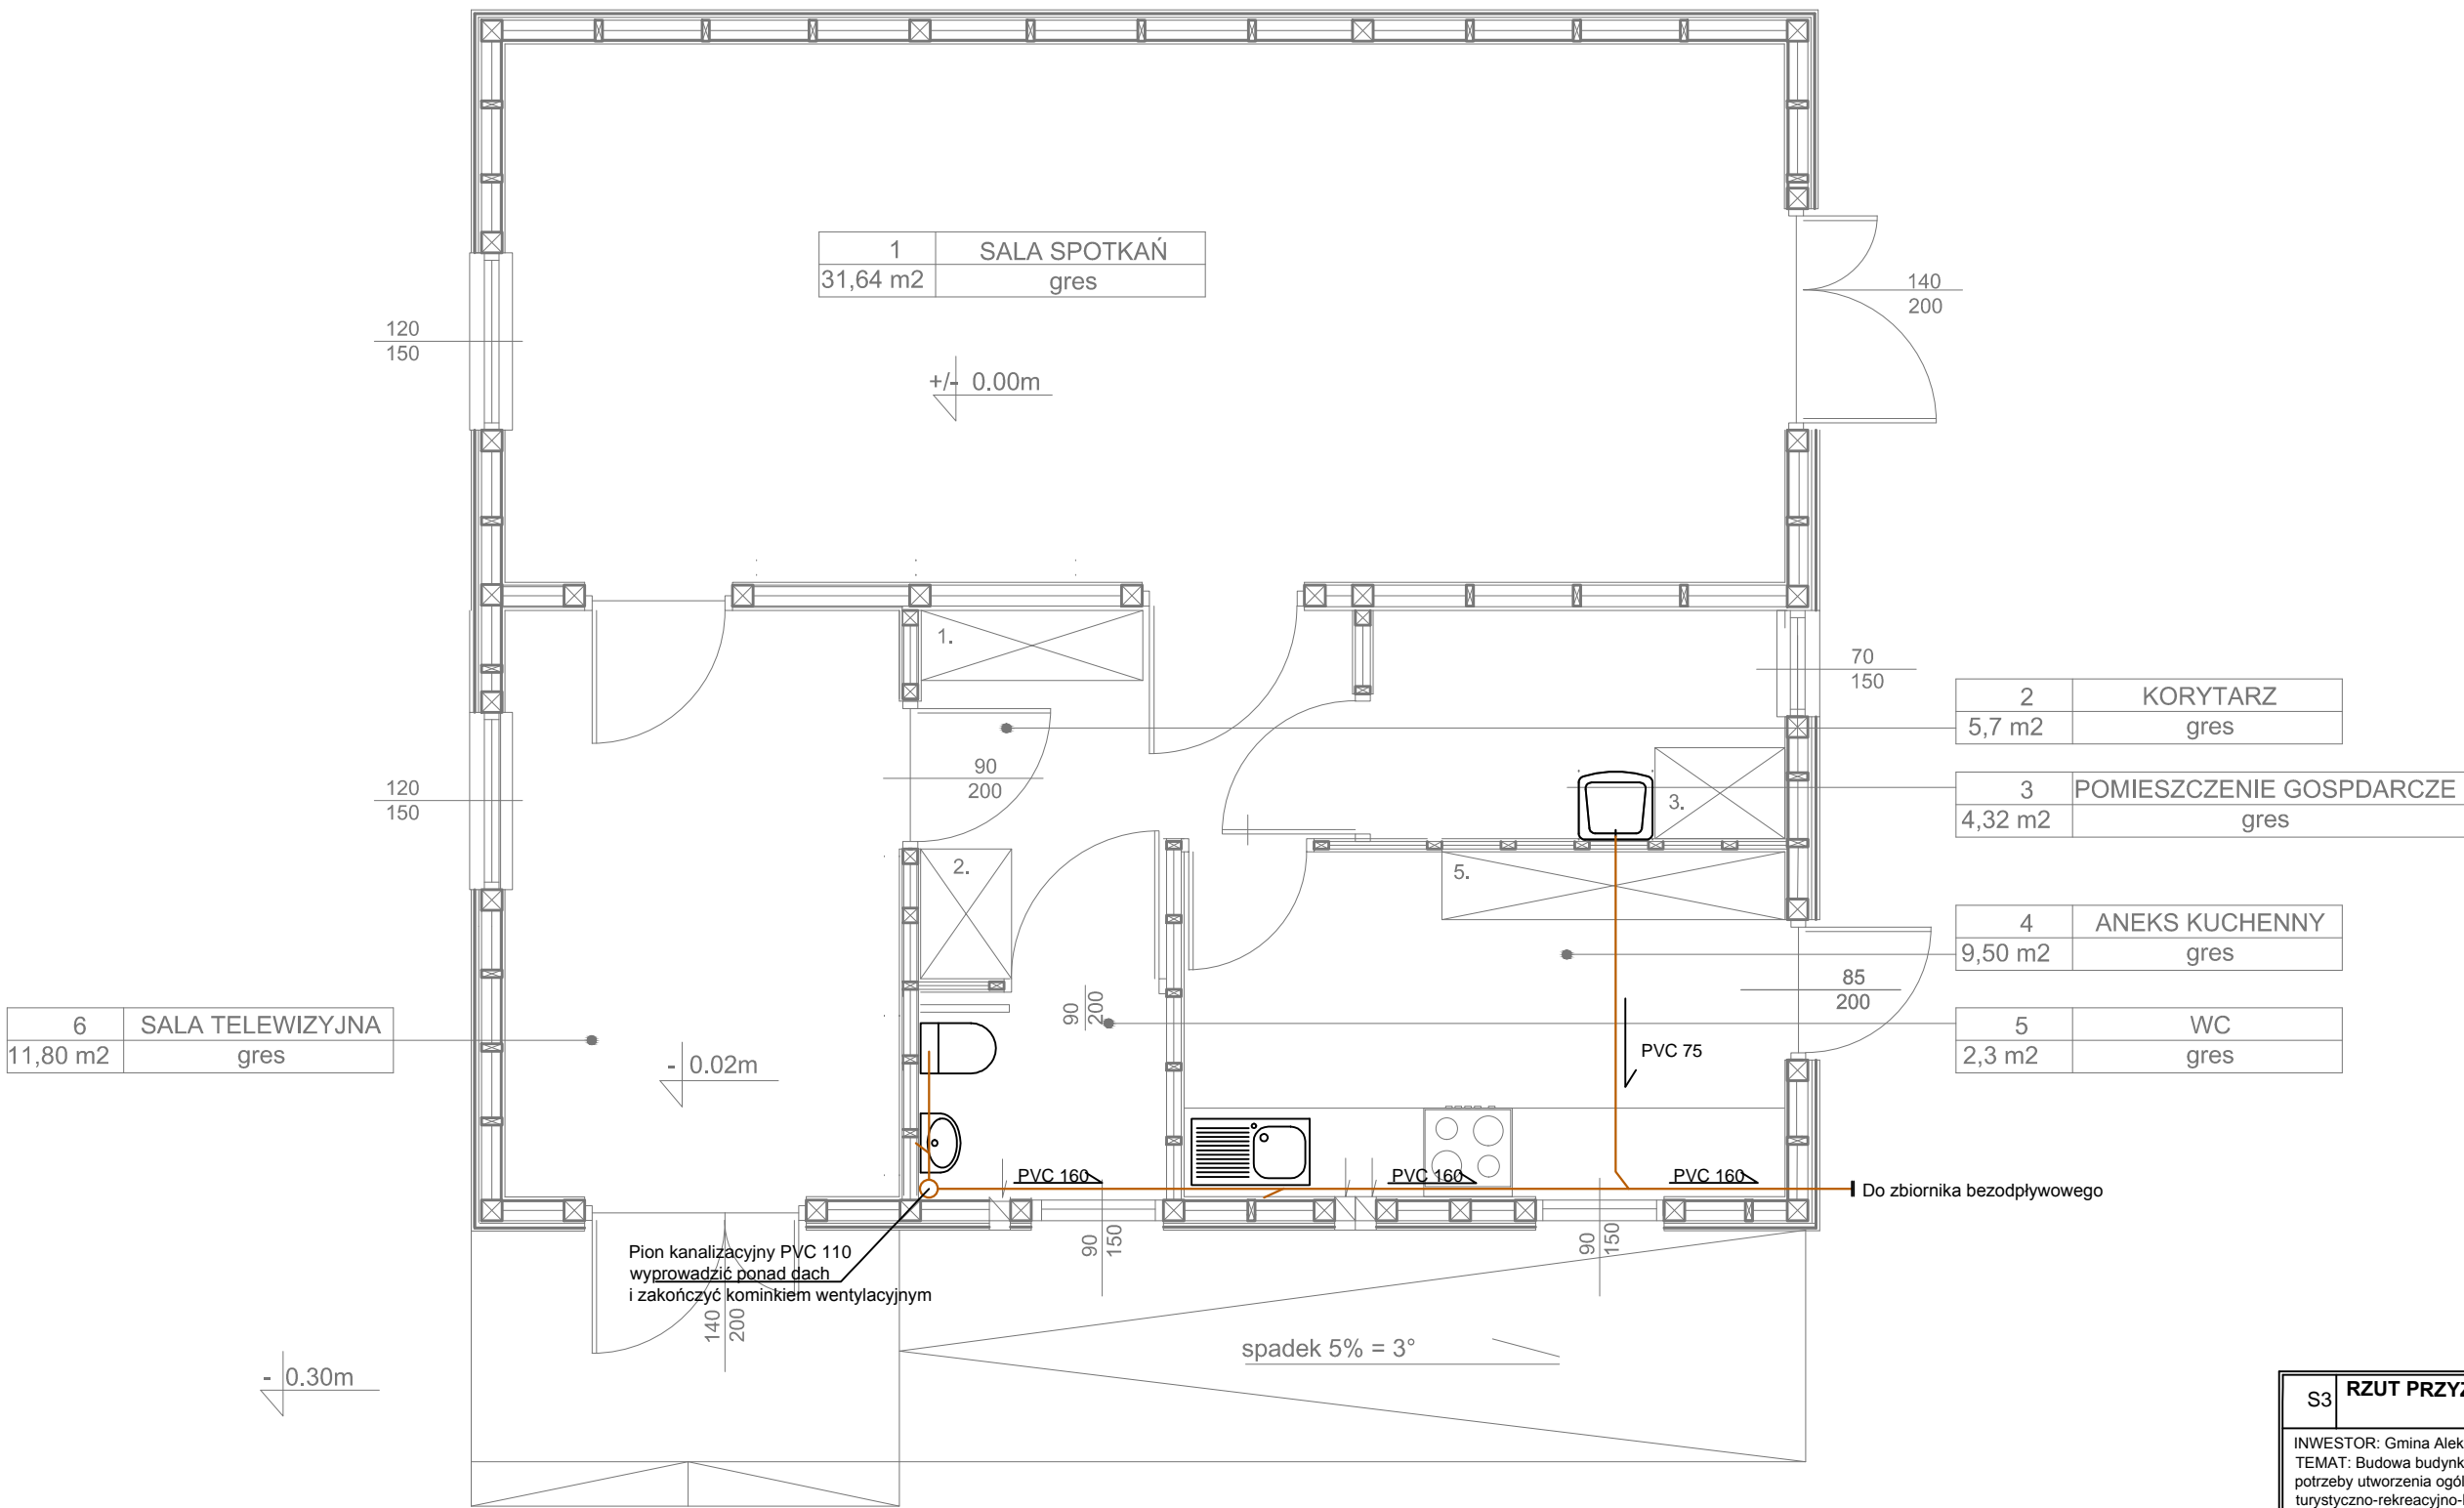 1 SALA SPOTKAŃ
31,64 m2 gres
120
150
140
200
+/- 0.00m
1.
70
150
2 KORYTARZ
5,7 m2 gres
90
200
120
150
3.
3 POMIESZCZENIE GOSPDARCZE
4,32 m2 gres
2.
5.
4 ANEKS KUCHENNY
9,50 m2 gres
85
200
90
200
6 SALA TELEWIZYJNA
11,80 m2 gres
- 0.02m
PVC 75
5 WC
2,3 m2 gres
PVC 160
PVC 160
PVC 160
Do zbiornika bezodpływowego
Pion kanalizacyjny PVC 110
wyprowadzić ponad dach
i zakończyć kominkiem wentylacyjnym
90
150
90
150
140
200
spadek 5% = 3°
- 0.30m
S3 RZUT
INWESTOR: Gmina
TEMAT: Budowa
potrzeby utworzenia